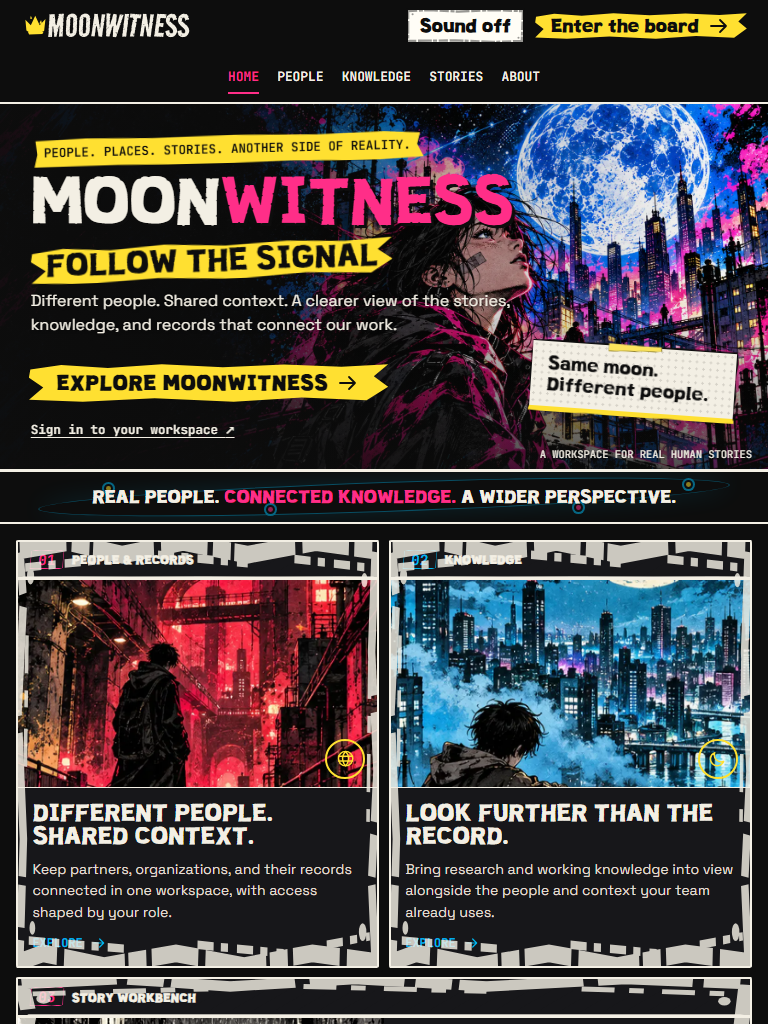 MOONWITNESS
Sound off
Enter the board →
HOME PEOPLE KNOWLEDGE STORIES ABOUT
PEOPLE. PLACES. STORIES. ANOTHER SIDE OF REALITY.
MOONWITNESS
FOLLOW THE SIGNAL
Different people. Shared context. A clearer view of the stories,
knowledge, and records that connect our work.
EXPLORE MOONWITNESS →
Sign in to your workspace ↗
Same moon.
Different people.
A WORKSPACE FOR REAL HUMAN STORIES
REAL PEOPLE. CONNECTED KNOWLEDGE. A WIDER PERSPECTIVE.
01 PEOPLE & RECORDS
DIFFERENT PEOPLE.
SHARED CONTEXT.
Keep partners, organizations, and their records
connected in one workspace, with access
shaped by your role.
EXPLORE →
02 KNOWLEDGE
LOOK FURTHER THAN THE
RECORD.
Bring research and working knowledge into view
alongside the people and context your team
already uses.
EXPLORE →
STORY WORKBENCH